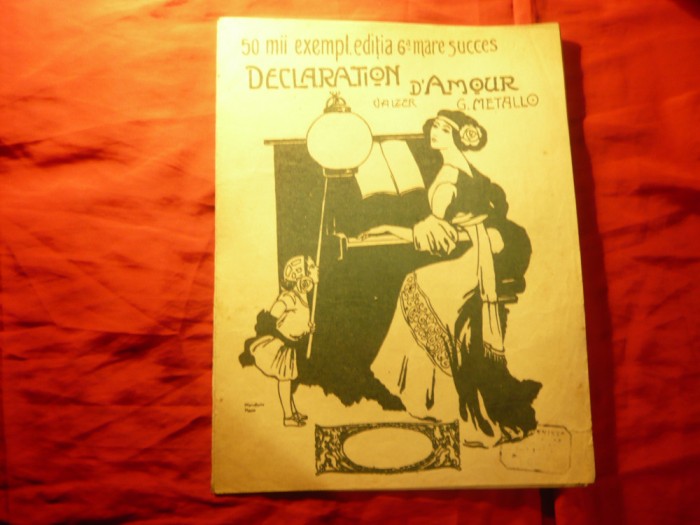 50 mii exempl. ediția 6ª mare succes
DECLARATION D'AMOUR
VALZER G. METALLO